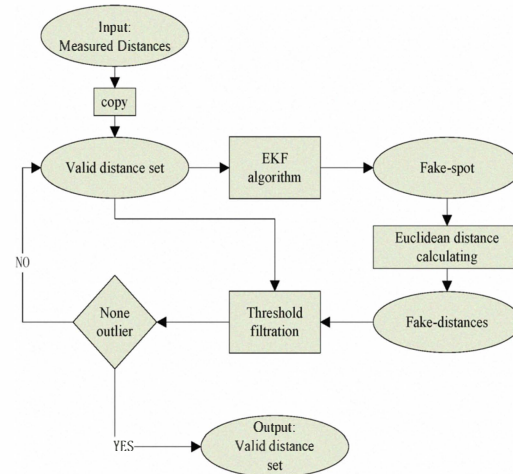 Input:
Measured Distances
copy
Valid distance set
EKF
algorithm
Fake-spot
Euclidean distance
calculating
NO
None
outlier
Threshold
filtration
Fake-distances
YES
Output:
Valid distance
set